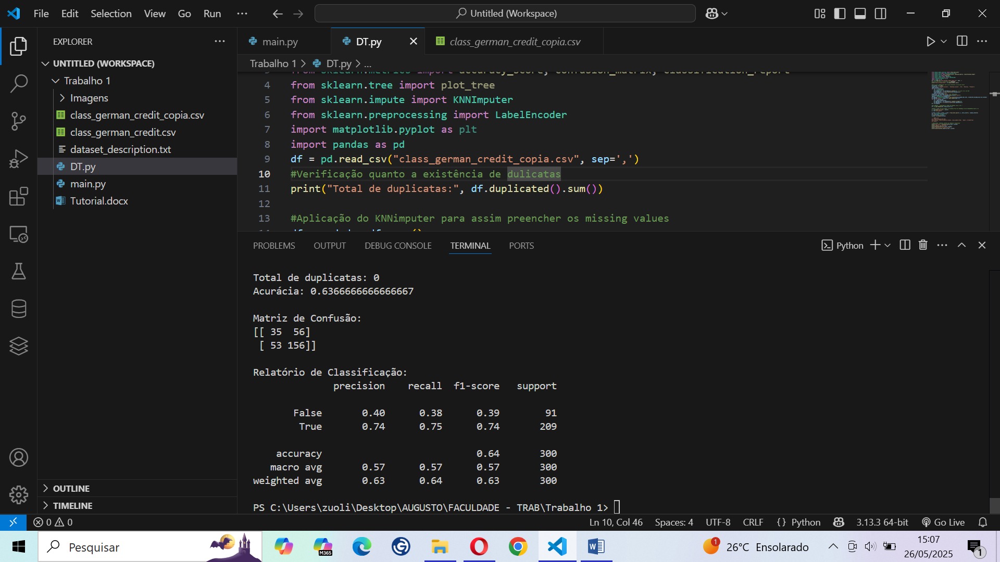 File Edit Selection View Go Run ··· Untitled (Workspace)
EXPLORER
UNTITLED (WORKSPACE)
Trabalho 1
Imagens
class_german_credit_copia.csv
class_german_credit.csv
dataset_description.txt
DT.py
main.py
Tutorial.docx
OUTLINE
TIMELINE
main.py DT.py class_german_credit_copia.csv
Trabalho 1 > DT.py > ...
from sklearn.metrics import accuracy_score, confusion_matrix, classification_report
4 from sklearn.tree import plot_tree
5 from sklearn.impute import KNNImputer
6 from sklearn.preprocessing import LabelEncoder
7 import matplotlib.pyplot as plt
8 import pandas as pd
9 df = pd.read_csv("class_german_credit_copia.csv", sep=',')
10 #Verificação quanto a existência de dulicatas
11 print("Total de duplicatas:", df.duplicated().sum())
12
13 #Aplicação do KNNimputer para assim preencher os missing values
PROBLEMS OUTPUT DEBUG CONSOLE TERMINAL PORTS Python
Total de duplicatas: 0
Acurácia: 0.6366666666666667
Matriz de Confusão:
[[ 35  56]
 [ 53 156]]
Relatório de Classificação:
precision recall f1-score support
False 0.40 0.38 0.39 91
True 0.74 0.75 0.74 209
accuracy 0.64 300
macro avg 0.57 0.57 0.57 300
weighted avg 0.63 0.64 0.63 300
PS C:\Users\zuoli\Desktop\AUGUSTO\FACULDADE - TRAB\Trabalho 1>
0 0 Ln 10, Col 46 Spaces: 4 UTF-8 CRLF {} Python 3.13.3 64-bit Go Live
Pesquisar M365 1 26°C Ensolarado 15:07
26/05/2025 1